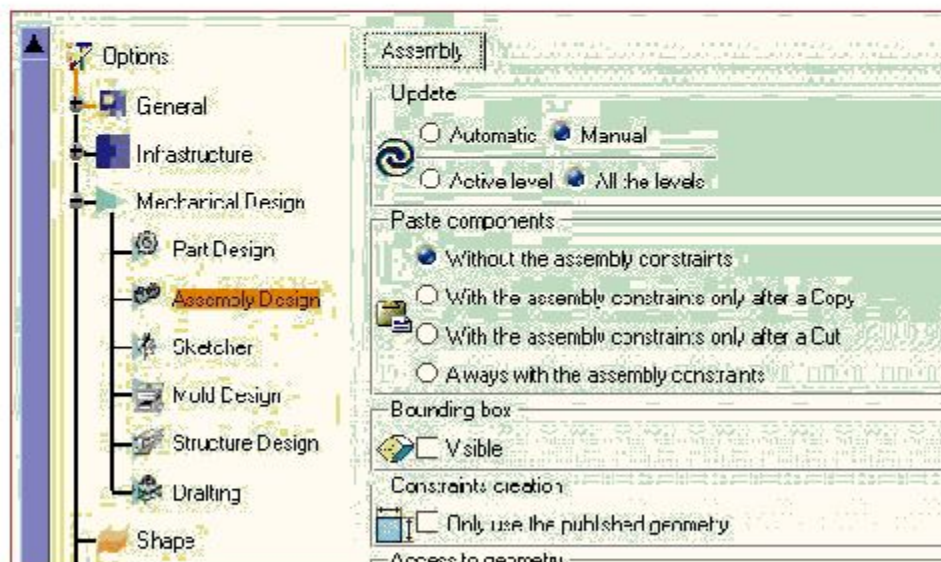 Options
General
Infrastructure
Mechanical Design
Part Design
Assembly Design
Sketcher
Mold Design
Structure Design
Drafting
Shape
Assembly
Update
Automatic Manual
Active level All the levels
Paste components
Without the assembly constraints
With the assembly constraints only after a Copy
With the assembly constraints only after a Cut
Always with the assembly constraints
Bounding box
Visible
Constraints creation
Only use the published geometry
Access to geometry